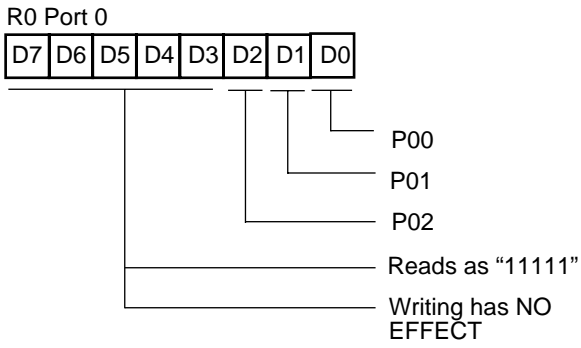 R0 Port 0
D7 D6 D5 D4 D3 D2 D1 D0
P00
P01
P02
Reads as “11111”
Writing has NO
EFFECT